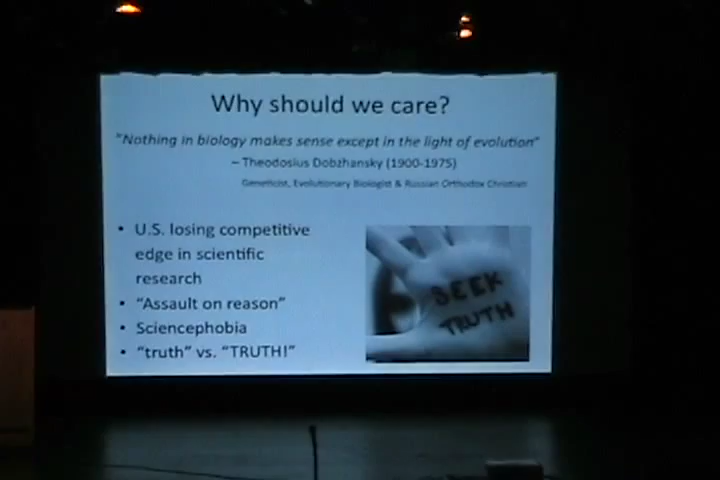 Why should we care?
"Nothing in biology makes sense except in the light of evolution"
– Theodosius Dobzhansky (1900-1975)
Geneticist, Evolutionary Biologist & Russian Orthodox Christian
• U.S. losing competitive
edge in scientific
research
• "Assault on reason"
• Sciencephobia
• "truth" vs. "TRUTH!"
SEEK
TRUTH